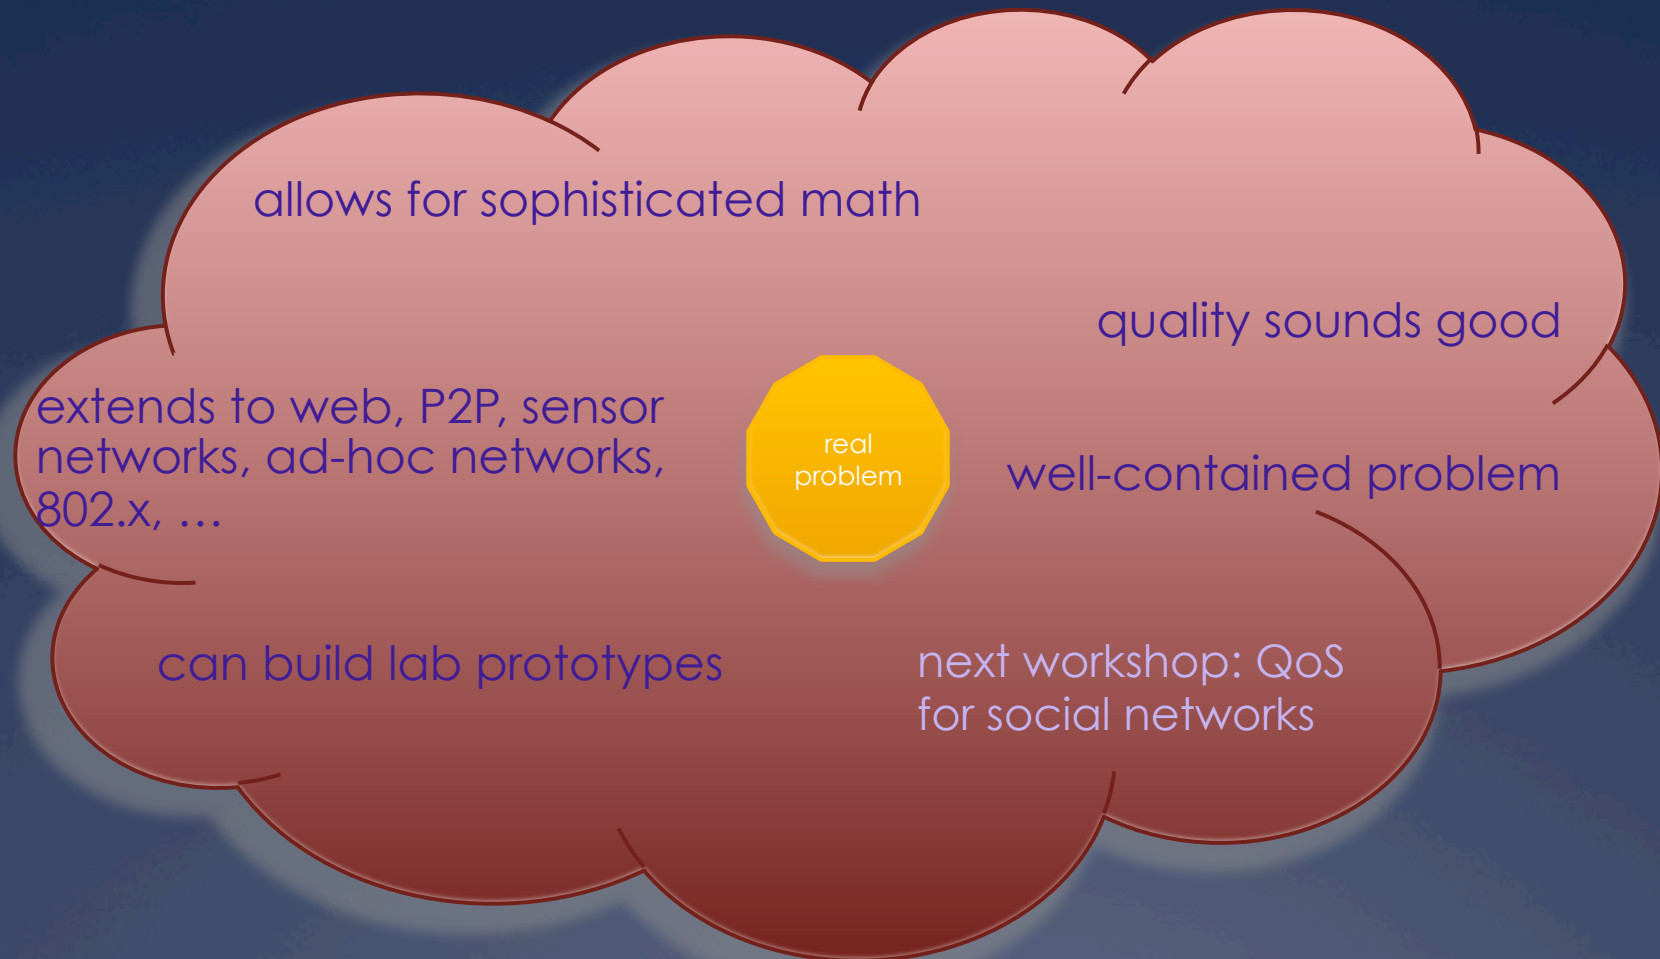 allows for sophisticated math
quality sounds good
extends to web, P2P, sensor
networks, ad-hoc networks,
802.x, …
real
problem
well-contained problem
can build lab prototypes
next workshop: QoS
for social networks